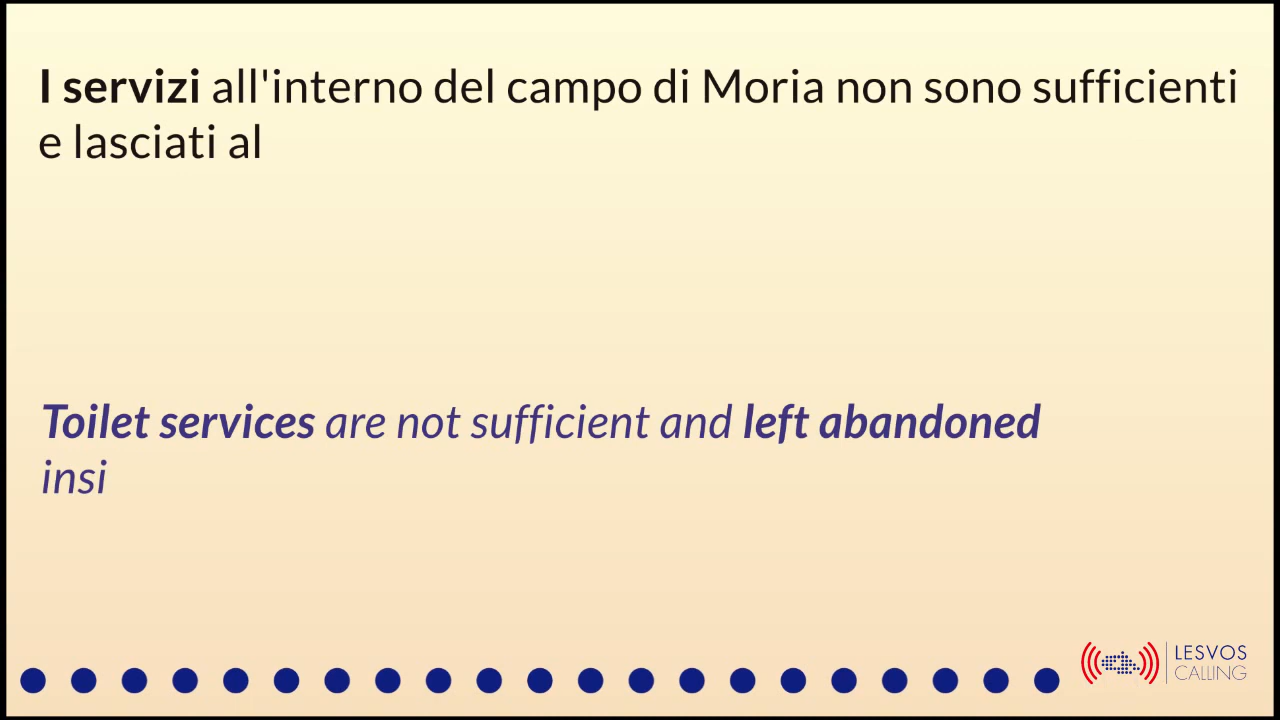 I servizi all'interno del campo di Moria non sono sufficienti
e lasciati al
Toilet services are not sufficient and left abandoned
insi
LESVOS
CALLING